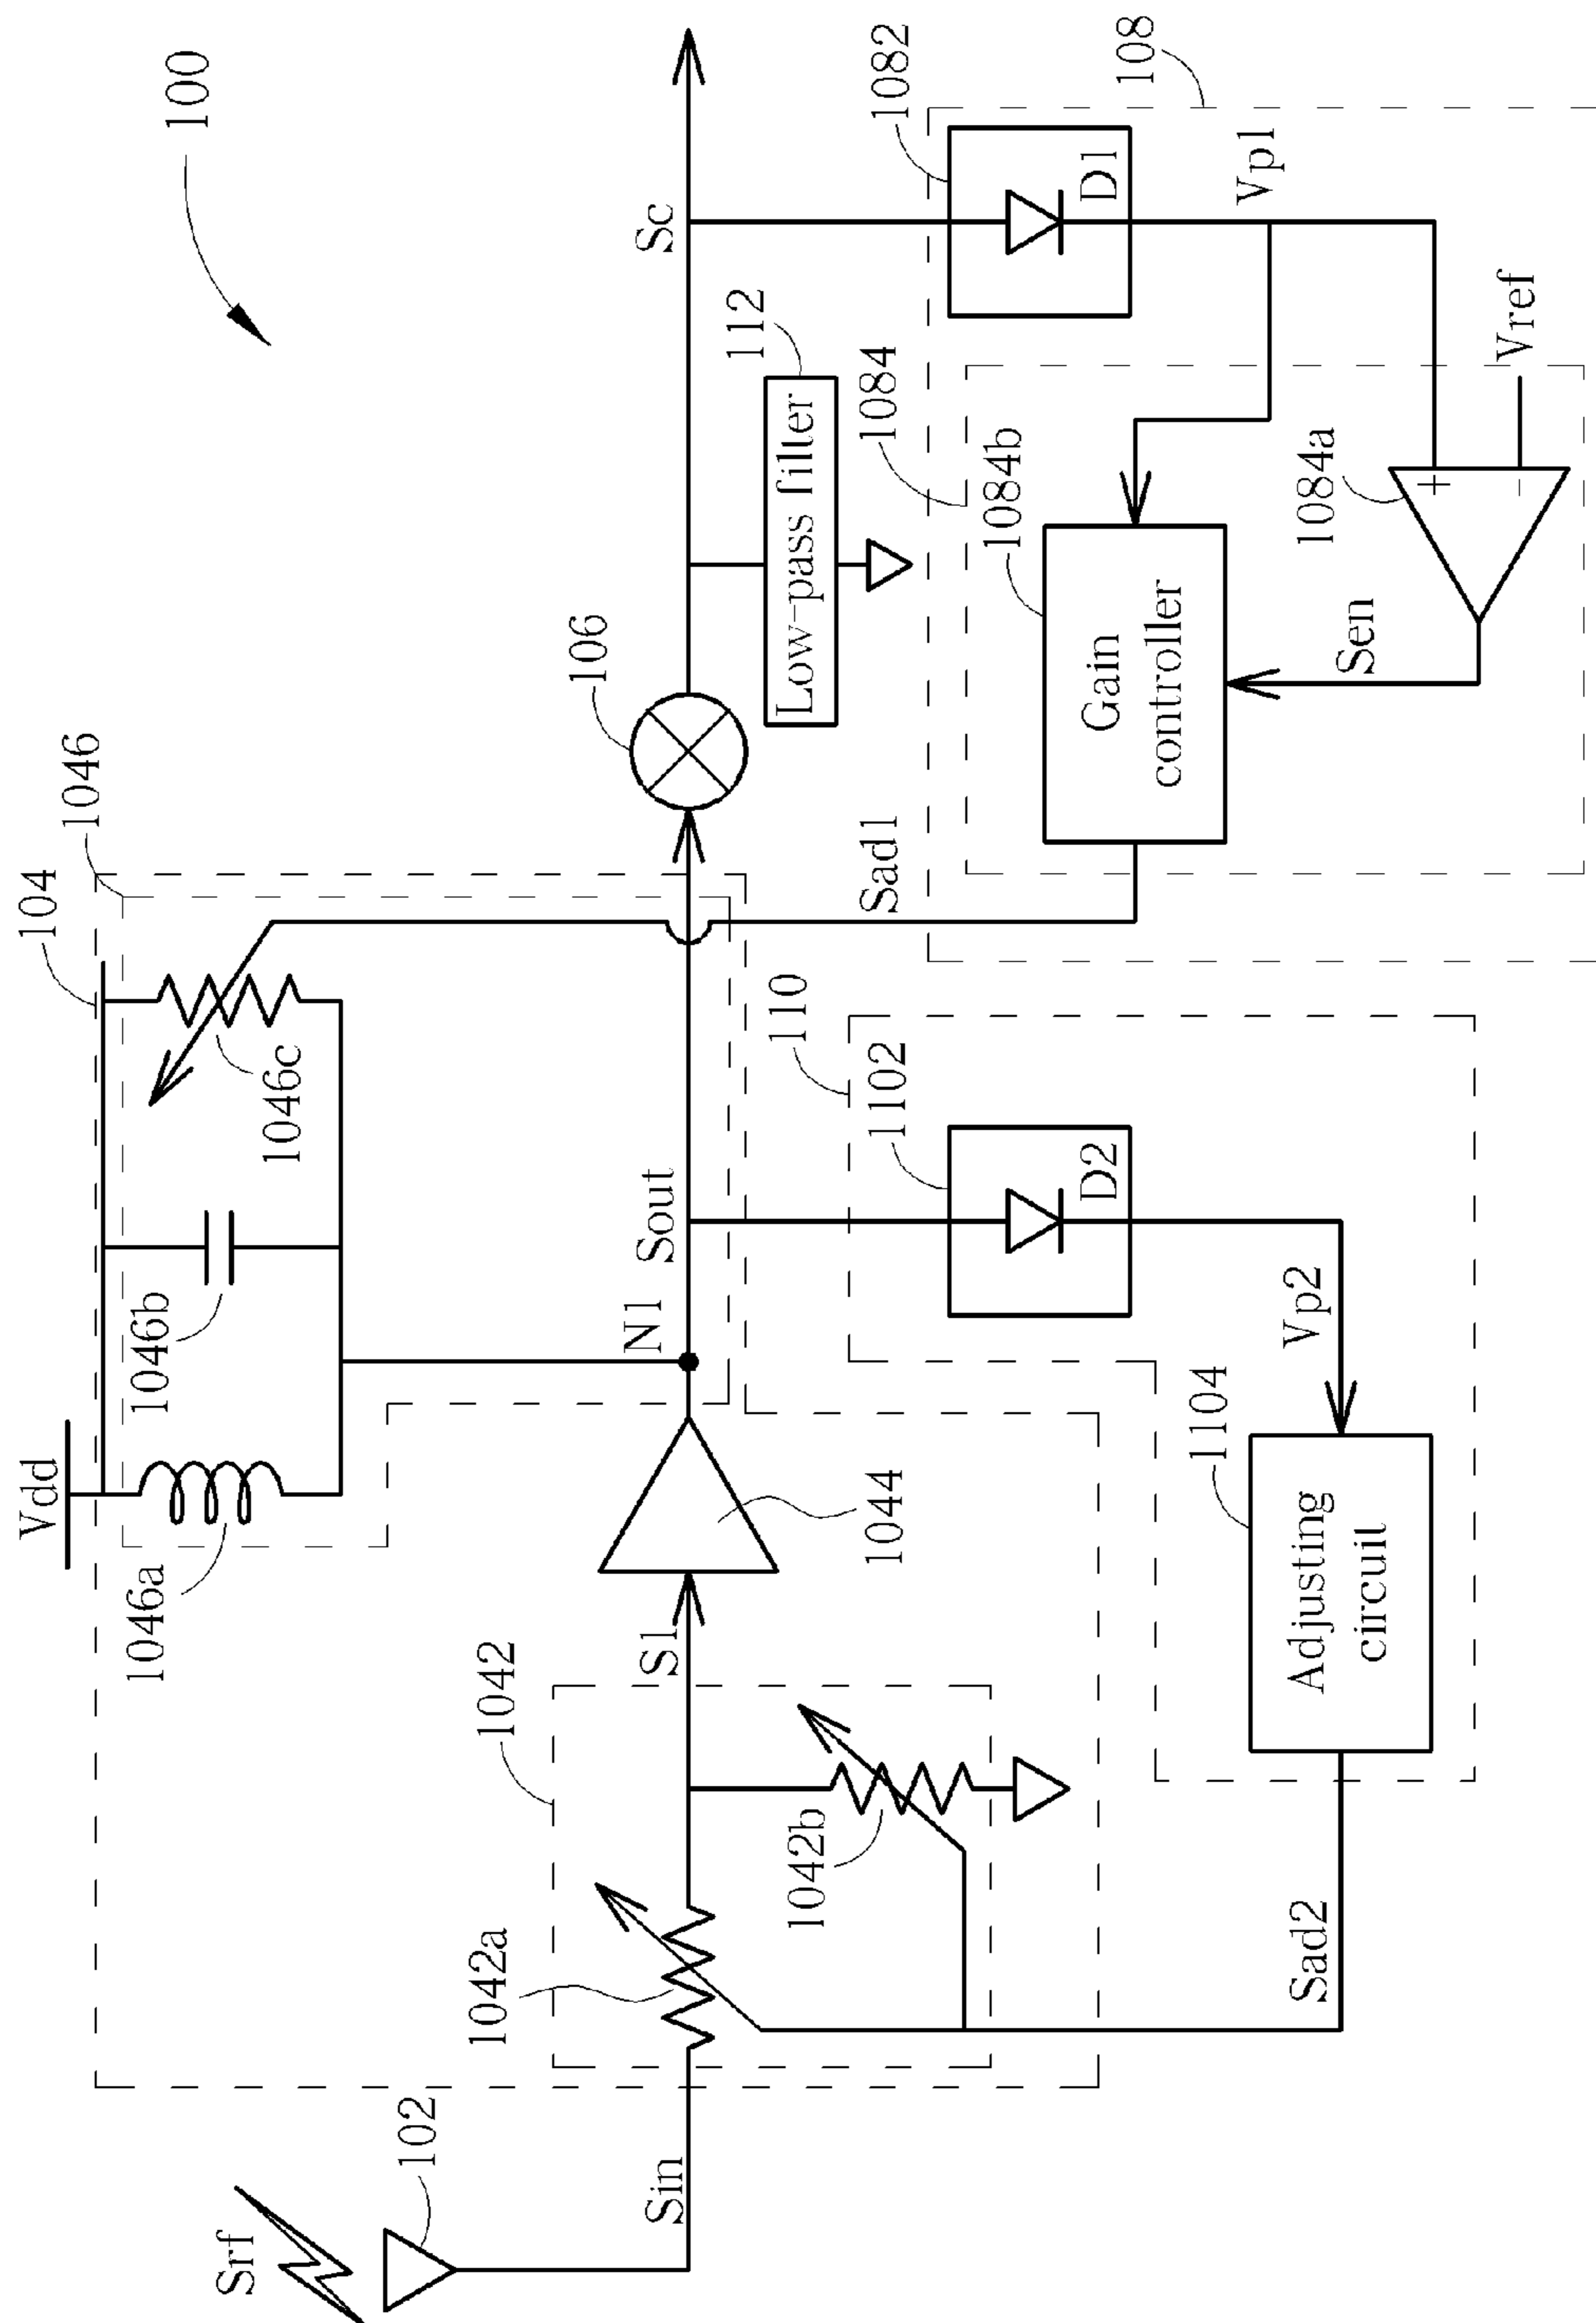 100
Vdd
104
1046
1046a
1046b
1046c
Srf
102
Sin
1042
1042a
1042b
S1
1044
N1
Sout
106
Sc
Low-pass filter
112
Sad1
110
1102
D2
Vp2
1104
Adjusting
circuit
Sad2
108
1082
D1
Vp1
1084
1084b
Gain
controller
Sen
1084a
+
-
Vref